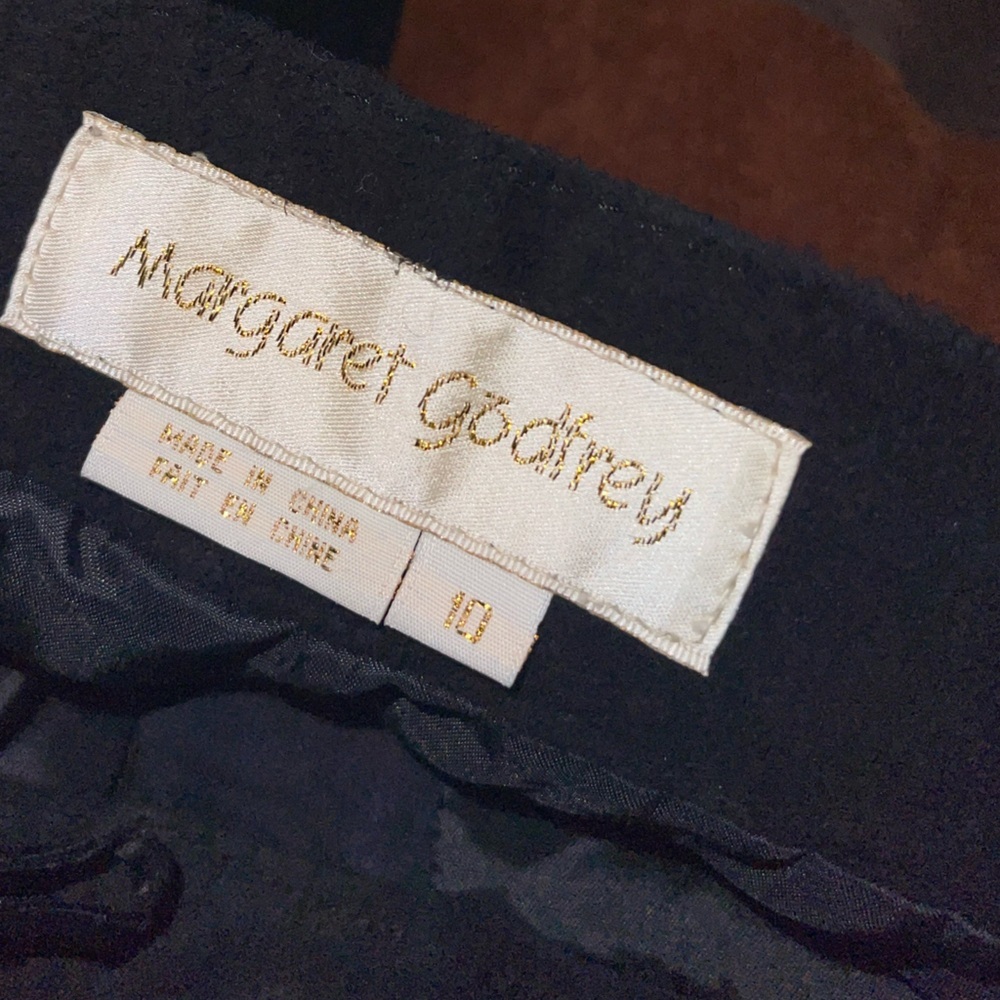 Margaret Godfrey
MADE IN CHINA
FAIT EN CHINE
10